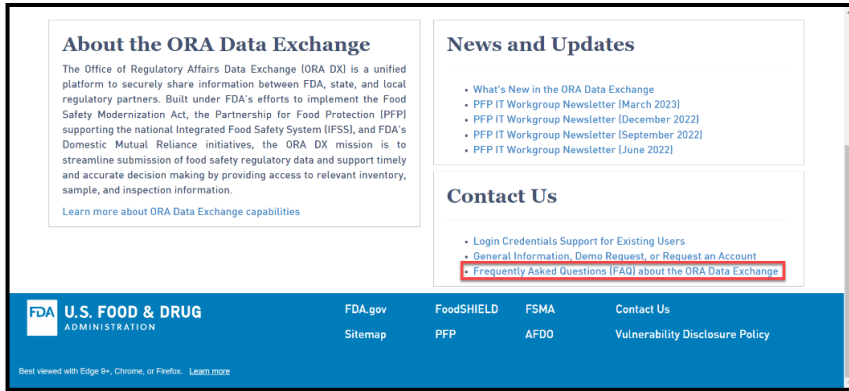 About the ORA Data Exchange
The Office of Regulatory Affairs Data Exchange (ORA DX) is a unified
platform to securely share information between FDA, state, and local
regulatory partners. Built under FDA's efforts to implement the Food
Safety Modernization Act, the Partnership for Food Protection (PFP)
supporting the national Integrated Food Safety System (IFSS), and FDA's
Domestic Mutual Reliance initiatives, the ORA DX mission is to
streamline submission of food safety regulatory data and support timely
and accurate decision making by providing access to relevant inventory,
sample, and inspection information.
Learn more about ORA Data Exchange capabilities
News and Updates
• What's New in the ORA Data Exchange
• PFP IT Workgroup Newsletter (March 2023)
• PFP IT Workgroup Newsletter (December 2022)
• PFP IT Workgroup Newsletter (September 2022)
• PFP IT Workgroup Newsletter (June 2022)
Contact Us
• Login Credentials Support for Existing Users
• General Information, Demo Request, or Request an Account
• Frequently Asked Questions (FAQ) about the ORA Data Exchange
FDA U.S. FOOD & DRUG
ADMINISTRATION
FDA.gov FoodSHIELD FSMA Contact Us
Sitemap PFP AFDO Vulnerability Disclosure Policy
Best viewed with Edge 9+, Chrome, or Firefox. Learn more